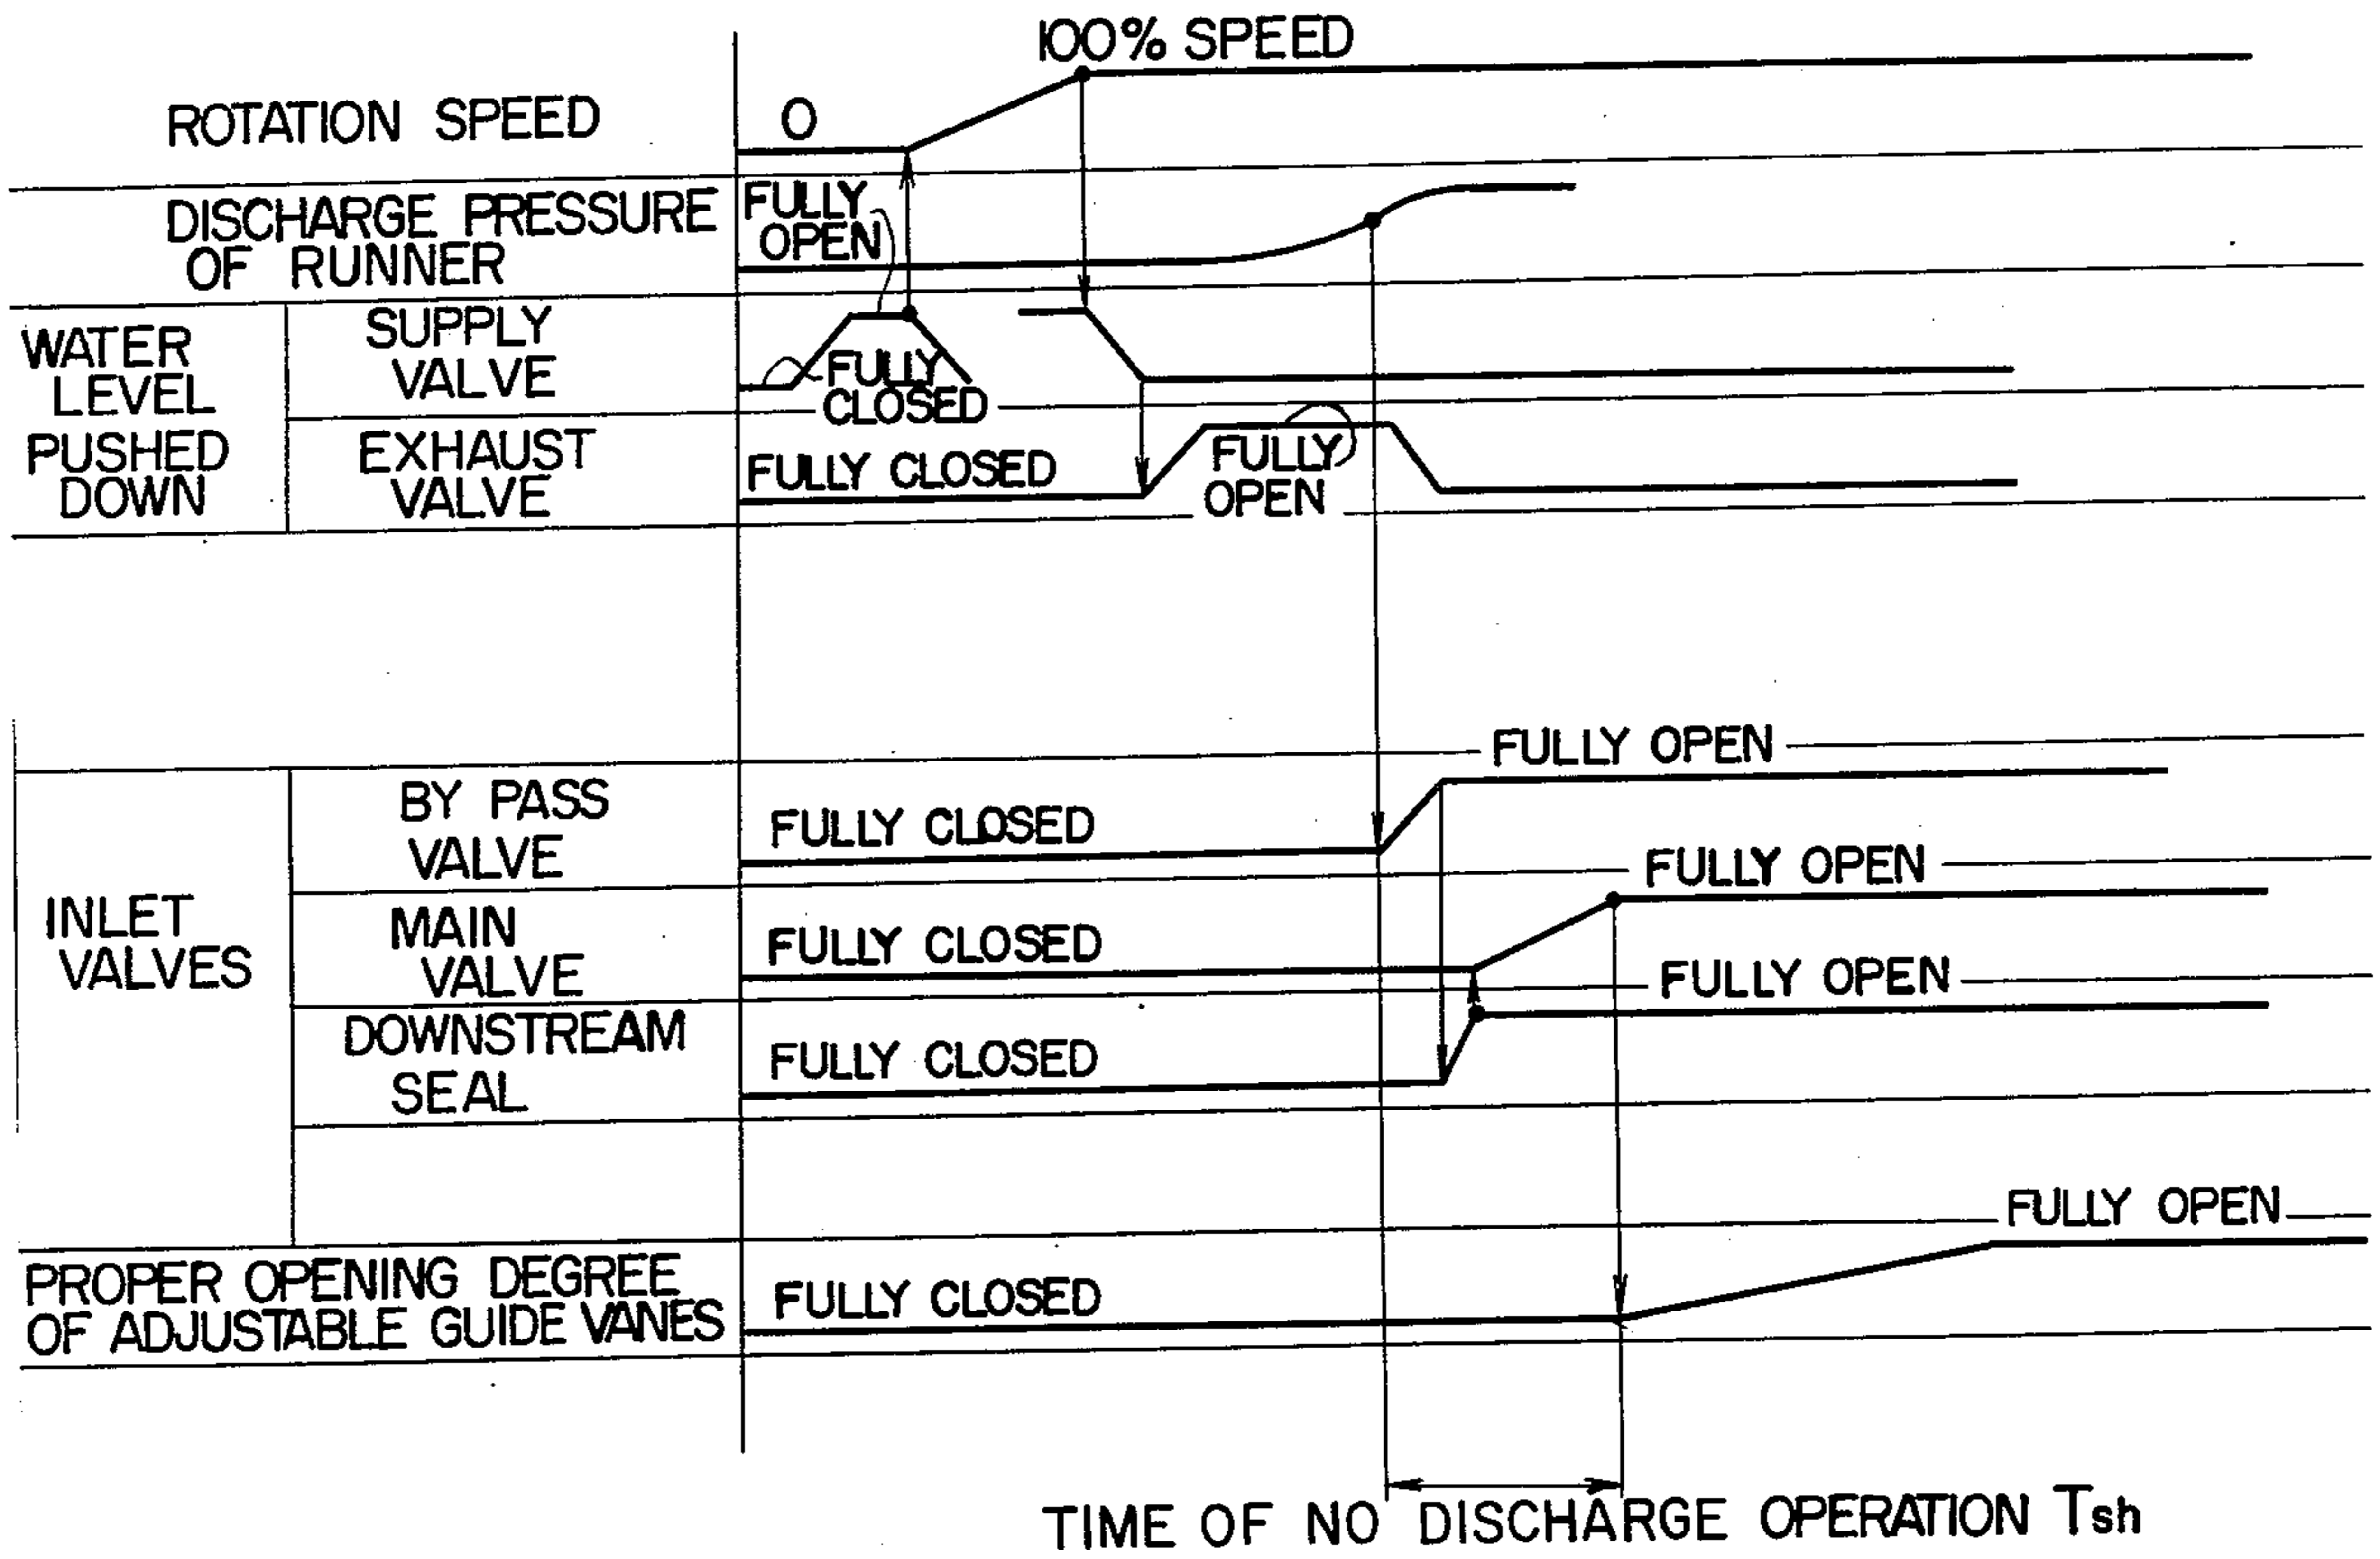 100% SPEED
ROTATION SPEED
0
DISCHARGE PRESSURE
OF RUNNER
FULLY
OPEN
WATER
LEVEL
PUSHED
DOWN
SUPPLY
VALVE
FULLY
CLOSED
EXHAUST
VALVE
FULLY CLOSED
FULLY
OPEN
FULLY OPEN
INLET
VALVES
BY PASS
VALVE
FULLY CLOSED
FULLY OPEN
MAIN
VALVE
FULLY CLOSED
FULLY OPEN
DOWNSTREAM
SEAL
FULLY CLOSED
FULLY OPEN
PROPER OPENING DEGREE
OF ADJUSTABLE GUIDE VANES
FULLY CLOSED
TIME OF NO DISCHARGE OPERATION Tsh